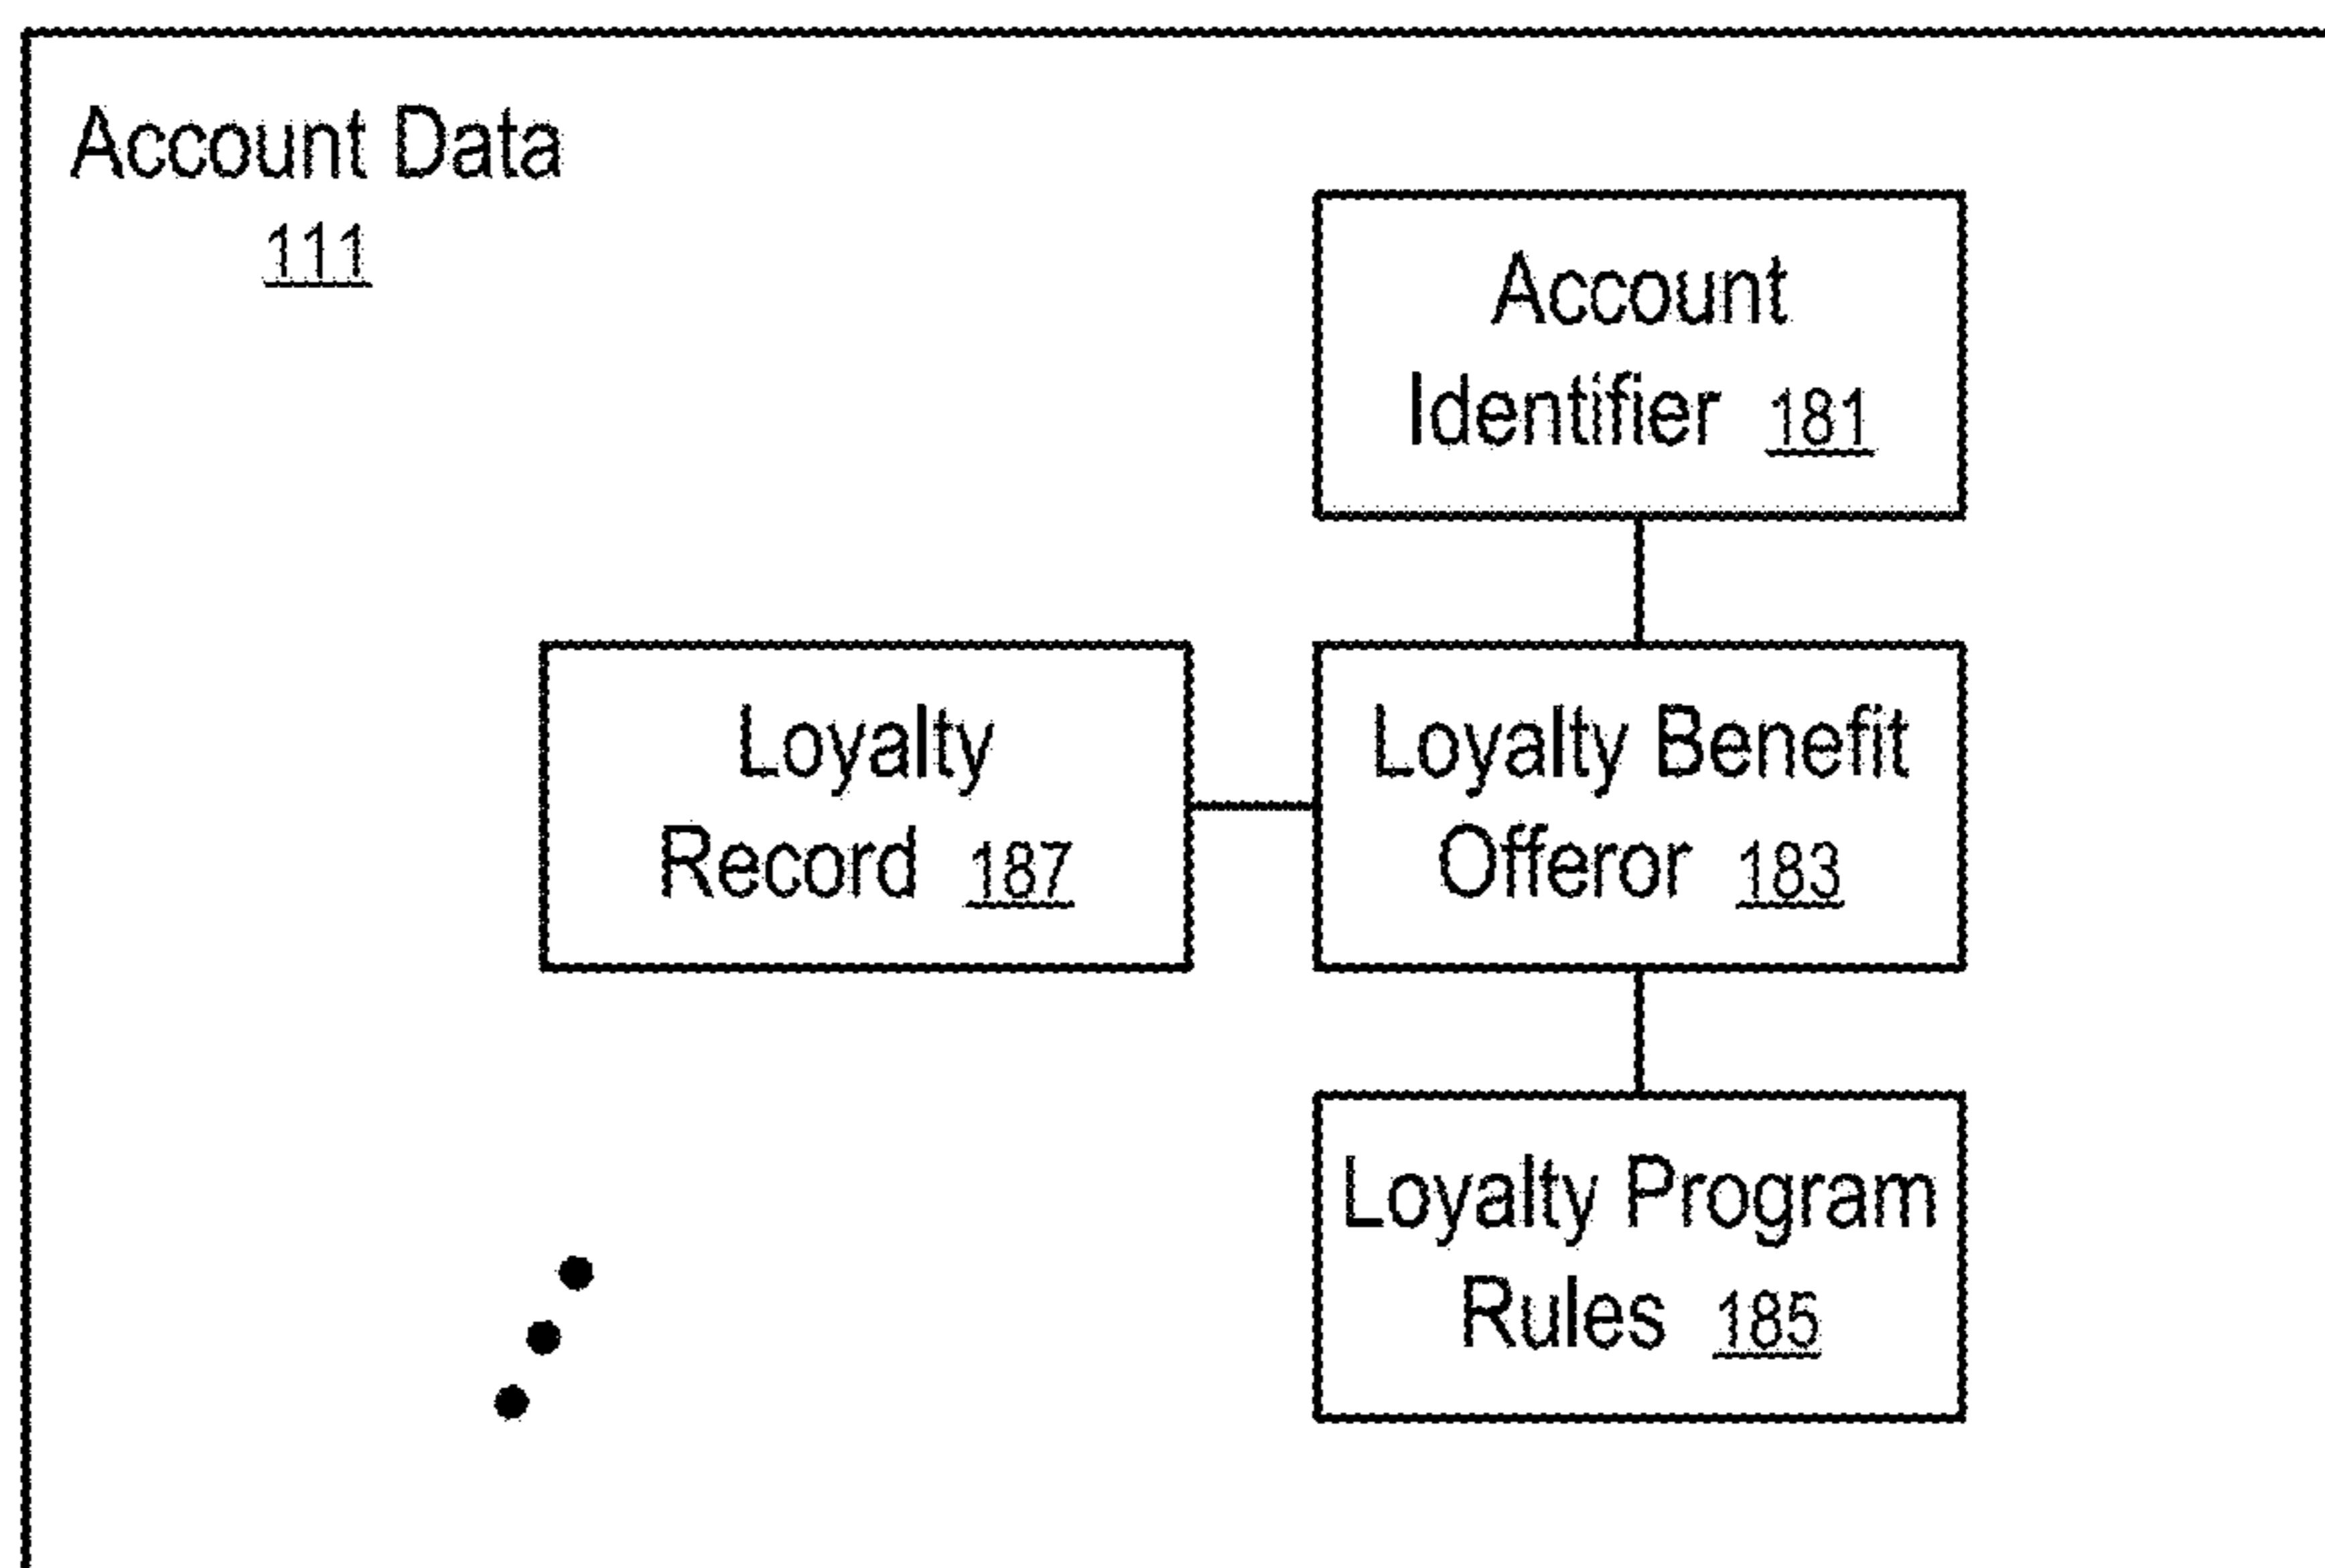 Account Data
111
Account
Identifier 181
Loyalty
Record 187
Loyalty Benefit
Offeror 183
Loyalty Program
Rules 185